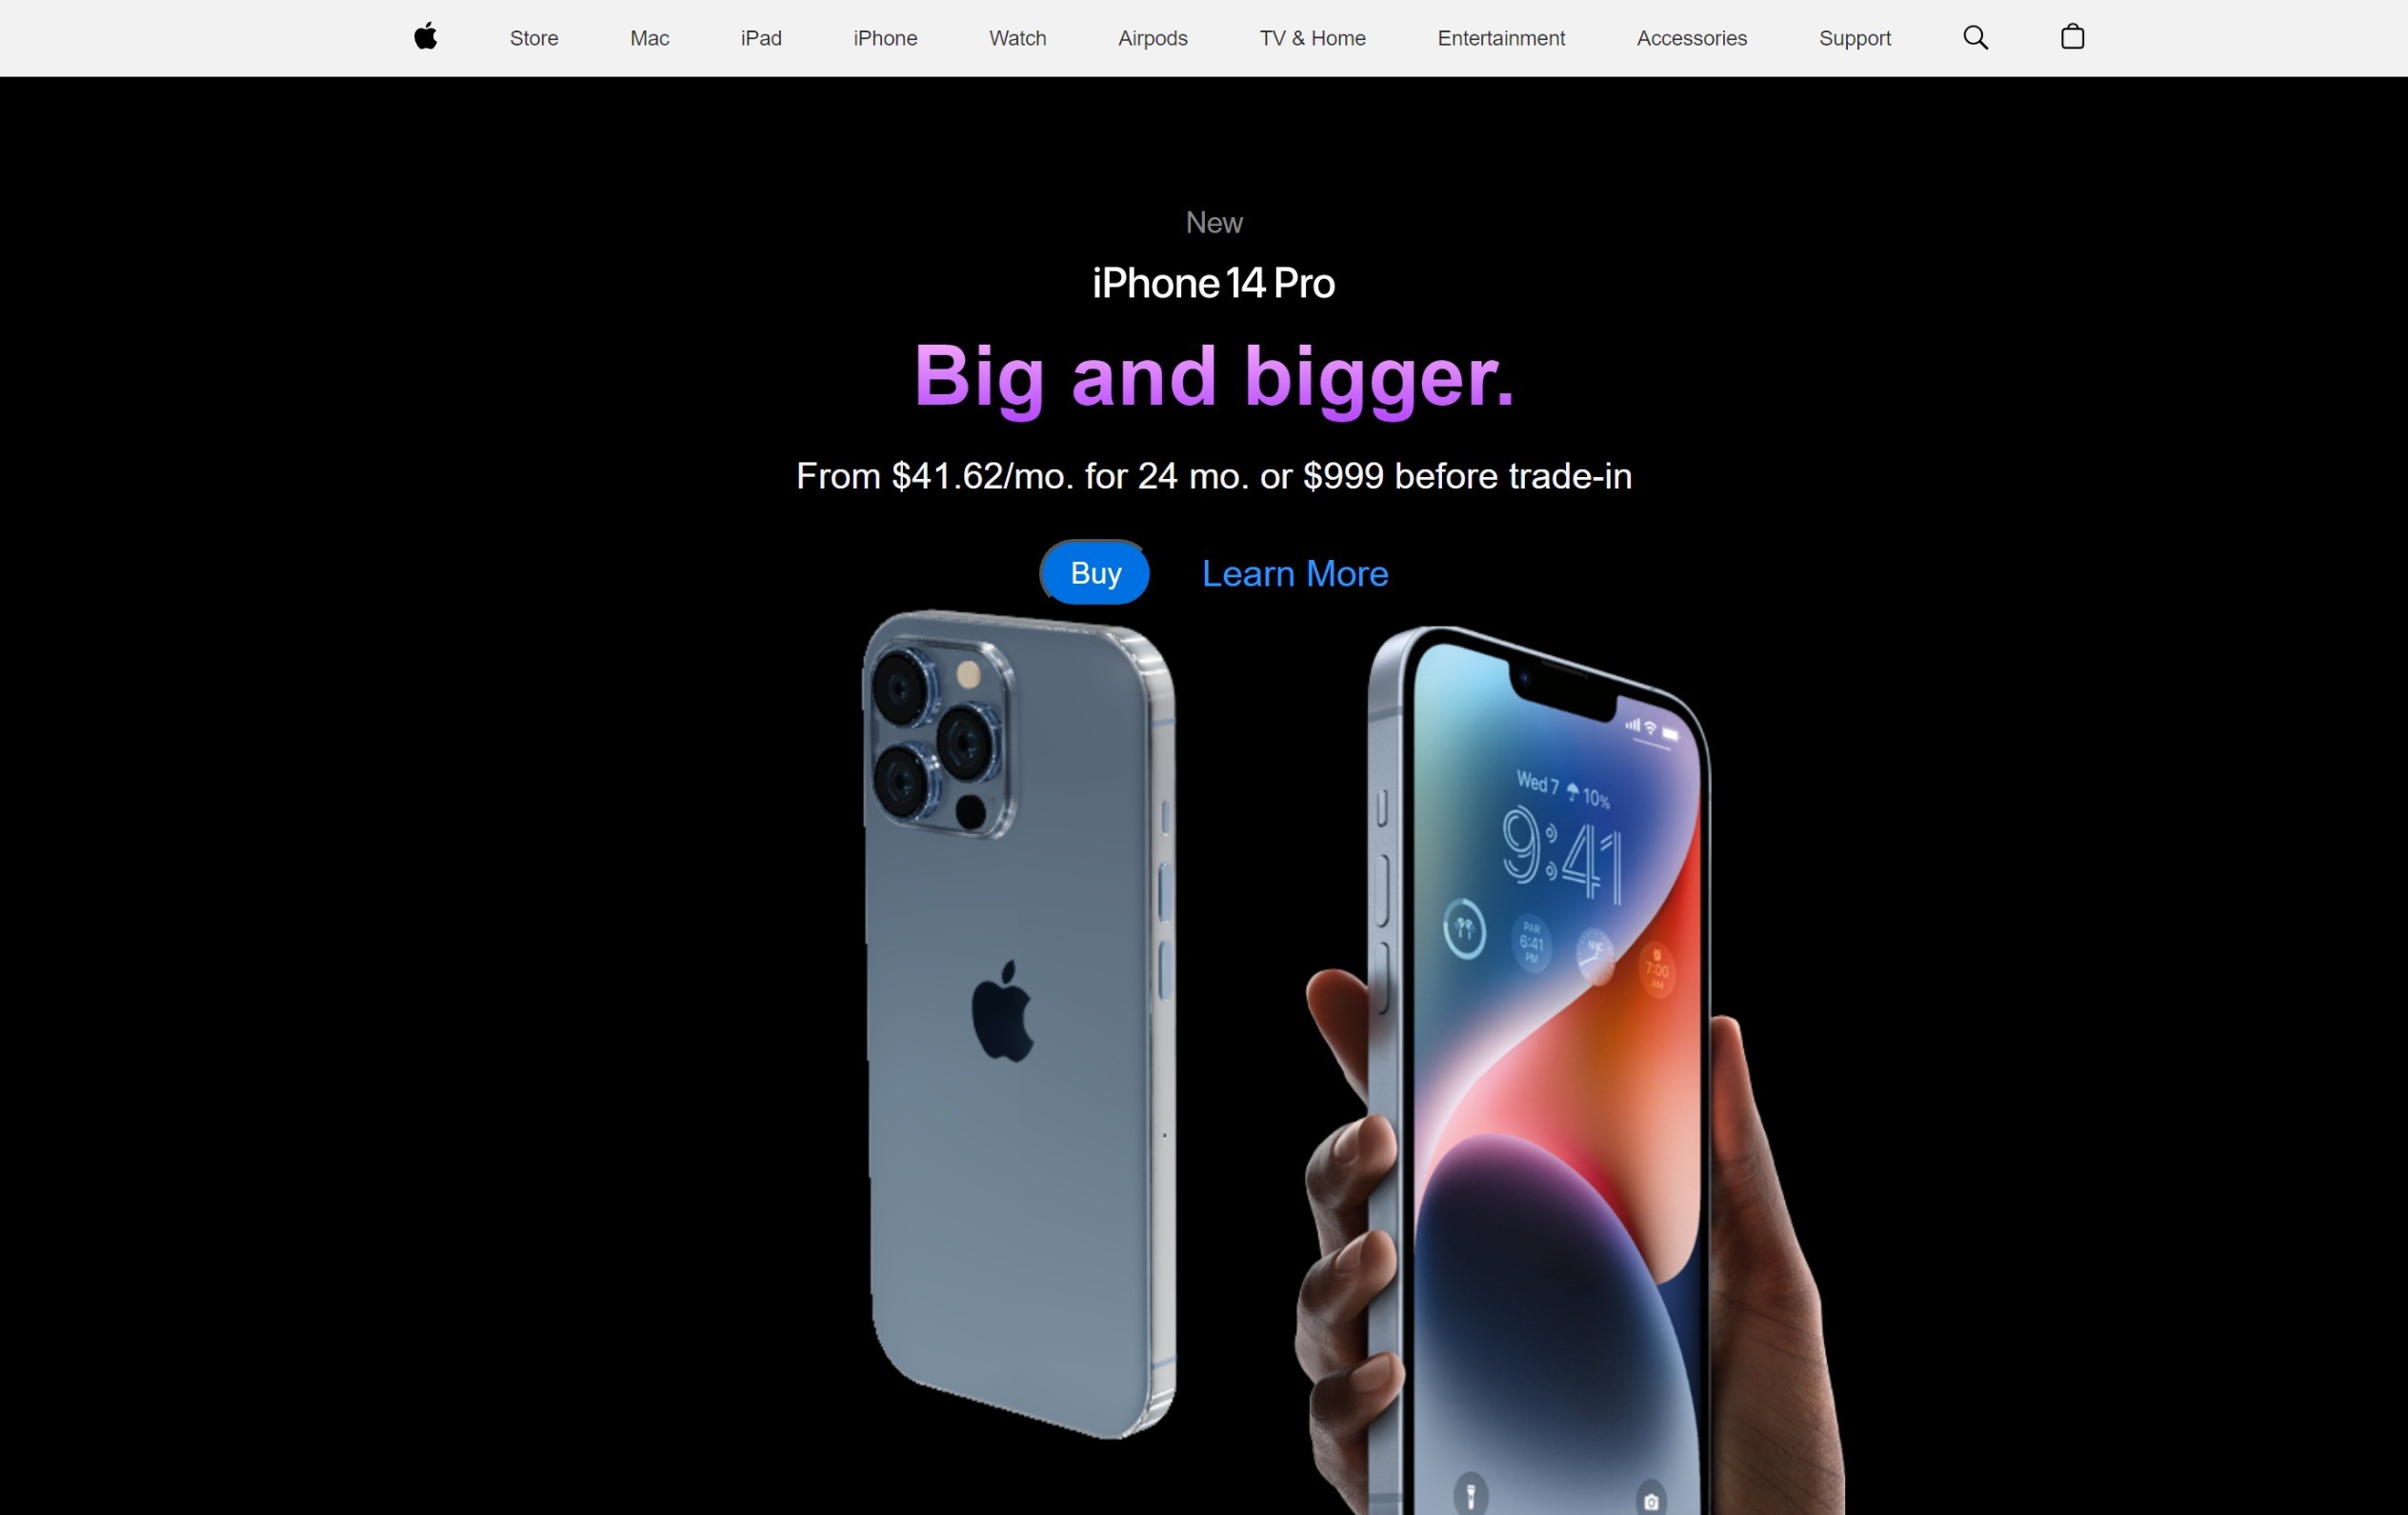 Store Mac iPad iPhone Watch Airpods TV & Home Entertainment Accessories Support
New
iPhone 14 Pro
Big and bigger.
From $41.62/mo. for 24 mo. or $999 before trade-in
Buy Learn More
Wed 7 10%
9:41
PAR
6:41
PM
NYC
7:00
AM